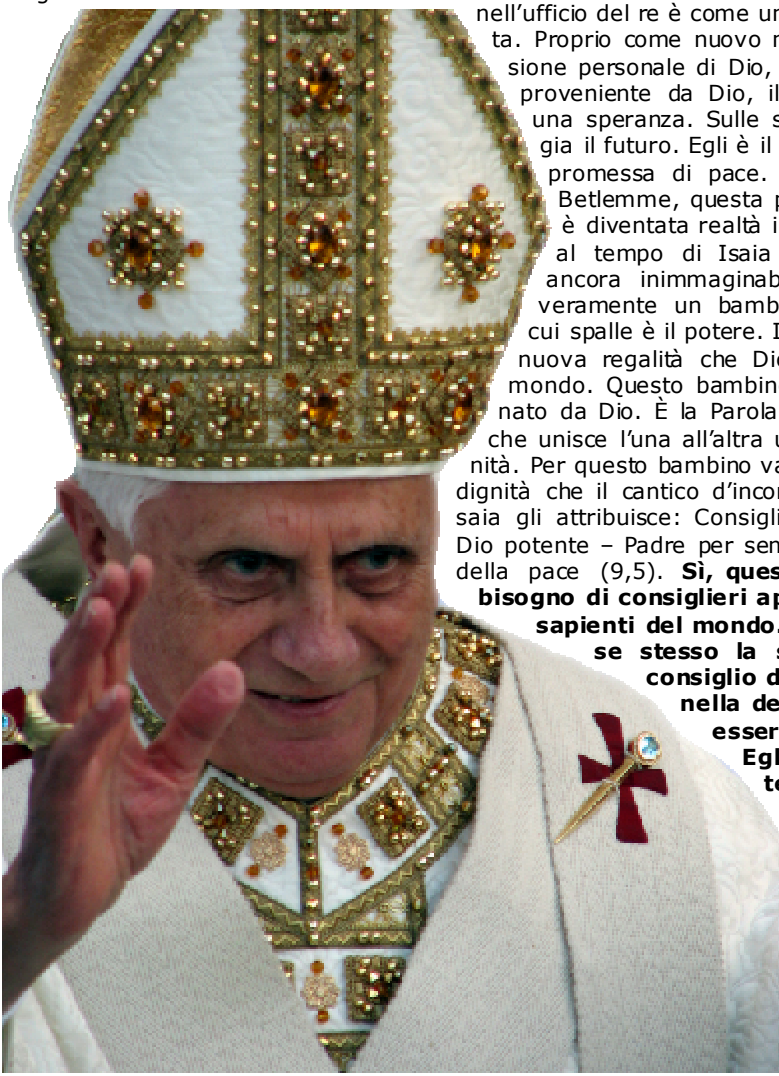 nell’ufficio del re è come un
ta. Proprio come nuovo
sione personale di Dio,
proveniente da Dio, il
una speranza. Sulle s
gia il futuro. Egli è il
promessa di pace.
Betlemme, questa p
è diventata realtà i
al tempo di Isaia
ancora inimmaginab
veramente un bamb
cui spalle è il potere. I
nuova regalità che Dio
mondo. Questo bambin
nato da Dio. È la Parola
che unisce l’una all’altra
nità. Per questo bambino va
dignità che il cantico d’incor
saia gli attribuisce: Consigli
Dio potente – Padre per sem
della pace (9,5). Sì, ques
bisogno di consiglieri ap
sapienti del mondo.
se stesso la s
consiglio d
nella de
esser
Egl
to